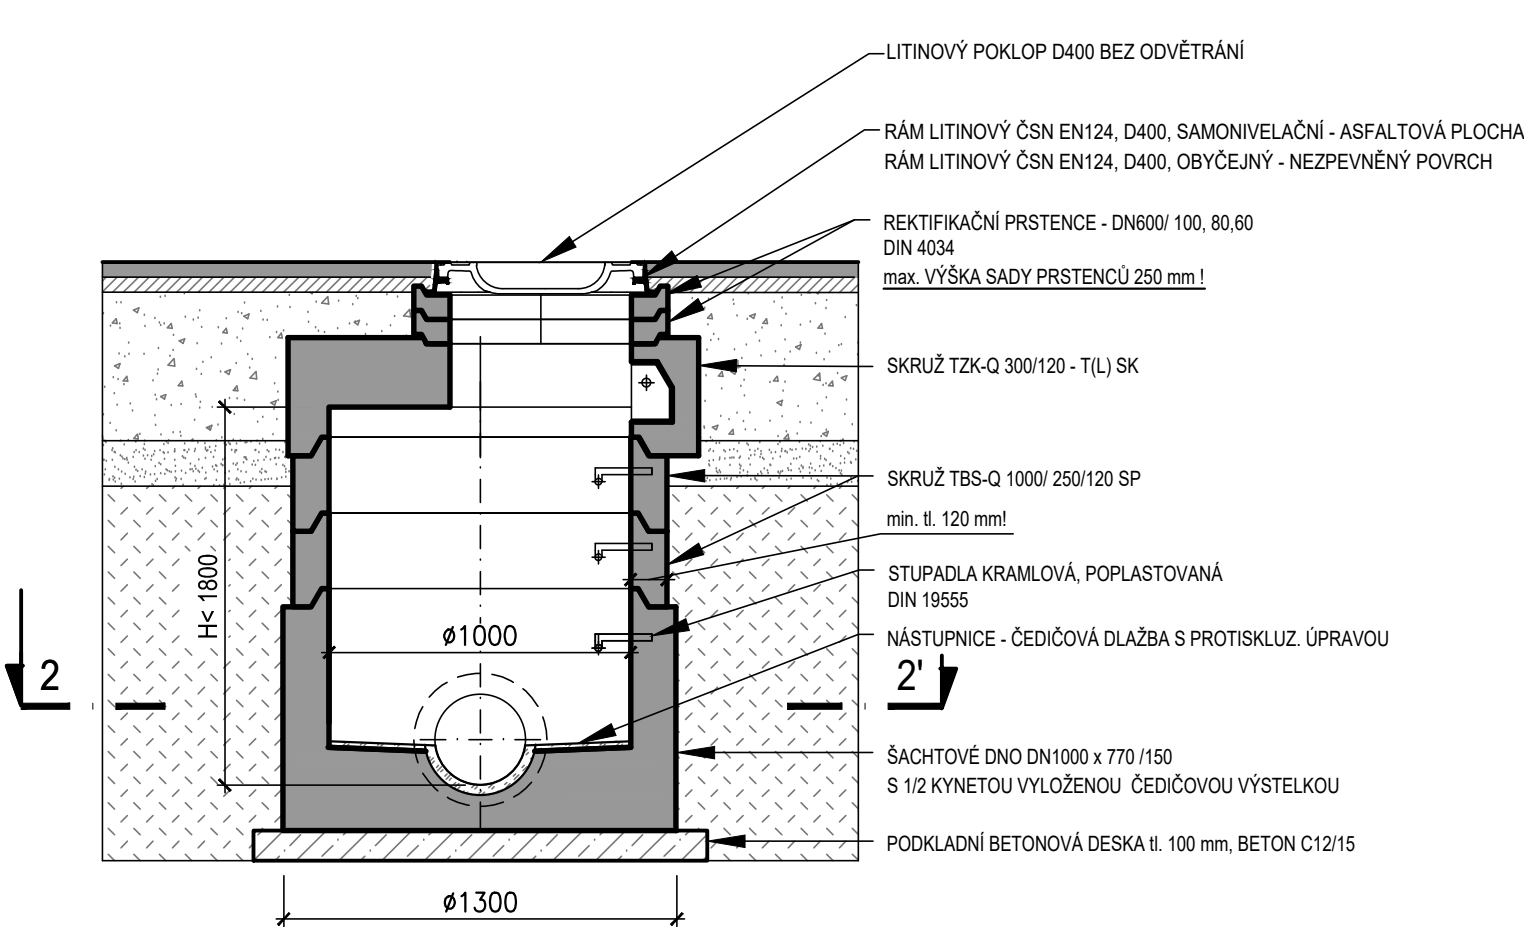 LITINOVÝ POKLOP D400 BEZ ODVĚTRÁNÍ
RÁM LITINOVÝ ČSN EN124, D400, SAMONIVELAČNÍ - ASFALTOVÁ PLOCHA
RÁM LITINOVÝ ČSN EN124, D400, OBYČEJNÝ - NEZPEVNĚNÝ POVRCH
REKTIFIKAČNÍ PRSTENCE - DN600/ 100, 80,60
DIN 4034
max. VÝŠKA SADY PRSTENCŮ 250 mm !
SKRUŽ TZK-Q 300/120 - T(L) SK
SKRUŽ TBS-Q 1000/ 250/120 SP
min. tl. 120 mm!
STUPADLA KRAMLOVÁ, POPLASTOVANÁ
DIN 19555
NÁSTUPNICE - ČEDIČOVÁ DLAŽBA S PROTISKLUZ. ÚPRAVOU
H< 1800
ø1000
2
2'
ŠACHTOVÉ DNO DN1000 x 770 /150
S 1/2 KYNETOU VYLOŽENOU ČEDIČOVOU VÝSTELKOU
PODKLADNÍ BETONOVÁ DESKA tl. 100 mm, BETON C12/15
ø1300